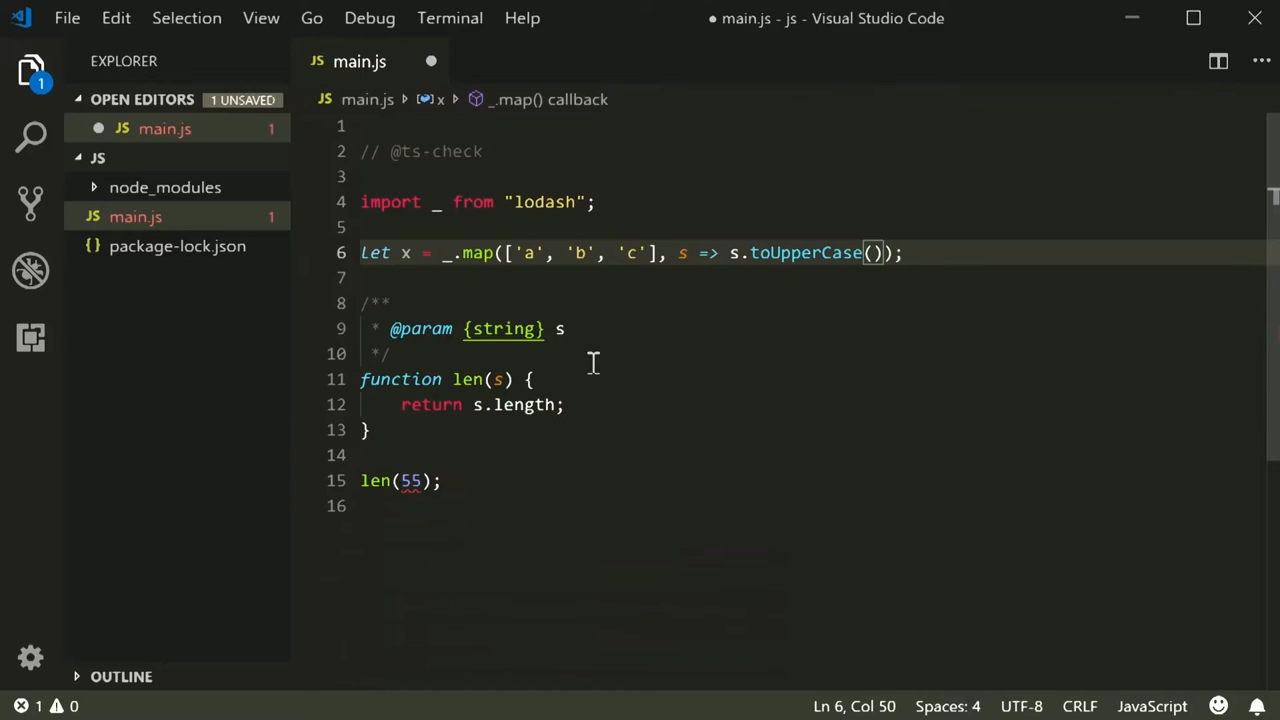 File Edit Selection View Go Debug Terminal Help ● main.js - js - Visual Studio Code
EXPLORER
OPEN EDITORS 1 UNSAVED
JS main.js 1
JS
node_modules
JS main.js 1
{} package-lock.json
OUTLINE
1
JS main.js
JS main.js x _.map() callback
1
2 // @ts-check
3
4 import _ from "lodash";
5
6 let x = _.map(['a', 'b', 'c'], s => s.toUpperCase());
7
8 /**
9  * @param {string} s
10  */
11 function len(s) {
12     return s.length;
13 }
14
15 len(55);
16
1 0 Ln 6, Col 50 Spaces: 4 UTF-8 CRLF JavaScript